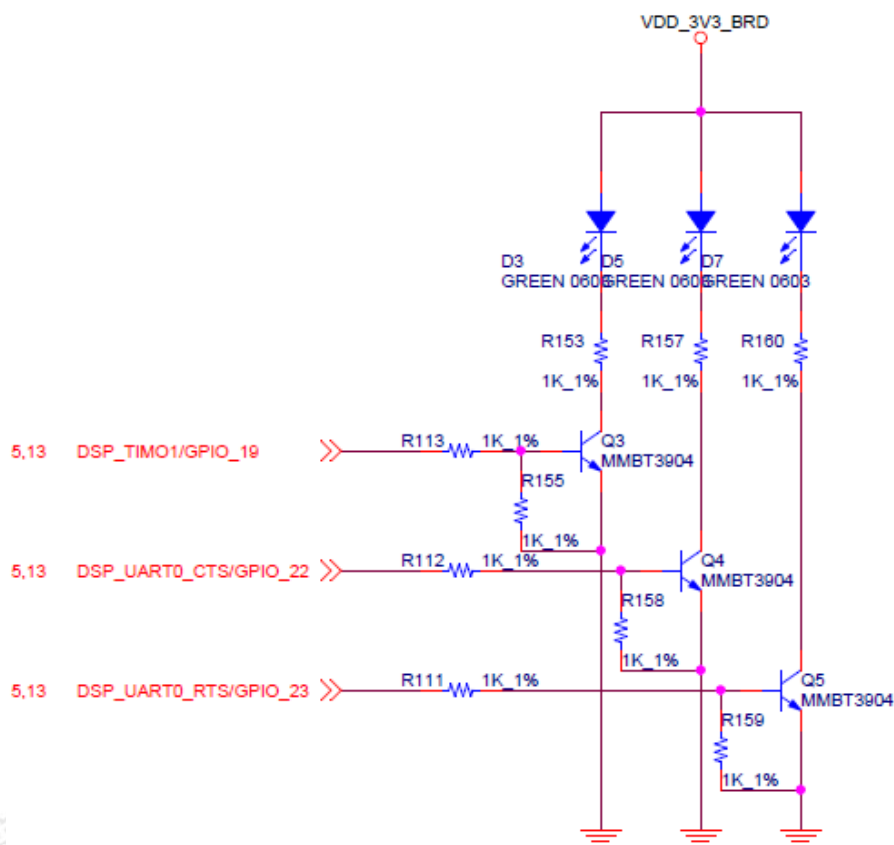 VDD_3V3_BRD
D3 D5 D7
GREEN 0603 GREEN 0603 GREEN 0603
R153 R157 R160
1K_1% 1K_1% 1K_1%
5,13 DSP_TIMO1/GPIO_19 R113 1K_1% Q3
MMBT3904
R155
1K_1%
5,13 DSP_UART0_CTS/GPIO_22 R112 1K_1% Q4
MMBT3904
R158
1K_1%
5,13 DSP_UART0_RTS/GPIO_23 R111 1K_1% Q5
MMBT3904
R159
1K_1%